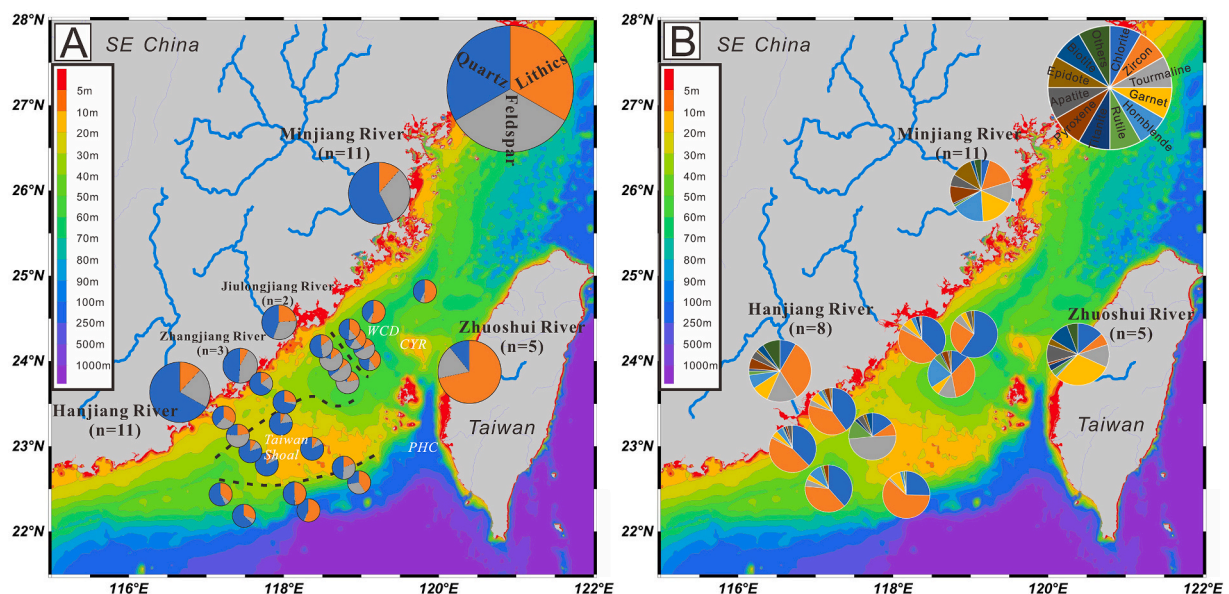 A
SE China
5m
10m
20m
30m
40m
50m
60m
70m
80m
90m
100m
250m
500m
1000m
Quartz
Lithics
Feldspar
Minjiang River
(n=11)
Jiulongjiang River
(n=2)
Zhangjiang River
(n=3)
Hanjiang River
(n=11)
WCD
CYR
Zhuoshui River
(n=5)
Taiwan
Shoal
PHC
Taiwan
28°N
27°N
26°N
25°N
24°N
23°N
22°N
116°E
118°E
120°E
122°E
B
SE China
5m
10m
20m
30m
40m
50m
60m
70m
80m
90m
100m
250m
500m
1000m
Others
Chlorite
Zircon
Tourmaline
Garnet
Hornblende
Rutile
Pyroxene
Apatite
Epidote
Biotite
Minjiang River
(n=11)
Hanjiang River
(n=8)
Zhuoshui River
(n=5)
Taiwan
28°N
27°N
26°N
25°N
24°N
23°N
22°N
116°E
118°E
120°E
122°E